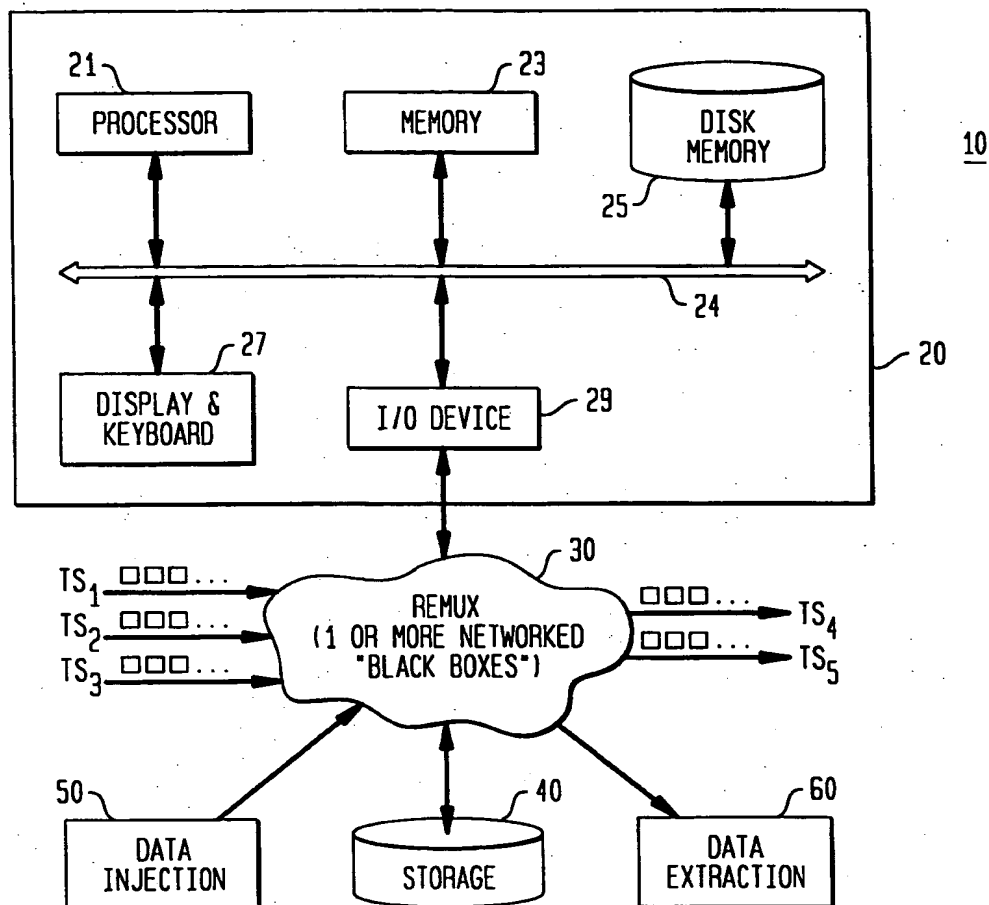 21
PROCESSOR
23
MEMORY
DISK
MEMORY
25
10
24
27
DISPLAY &
KEYBOARD
I/O DEVICE
29
20
30
REMUX
(1 OR MORE NETWORKED
"BLACK BOXES")
TS1 ...
TS2 ...
TS3 ...
... TS4
... TS5
50
DATA
INJECTION
40
STORAGE
60
DATA
EXTRACTION